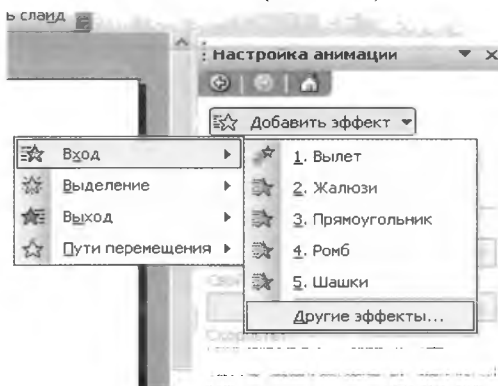 ь слайд
Настройка анимации
Добавить эффект
Вход
Выделение
Выход
Пути перемещения
1. Вылет
2. Жалюзи
3. Прямоугольник
4. Ромб
5. Шашки
Другие эффекты...